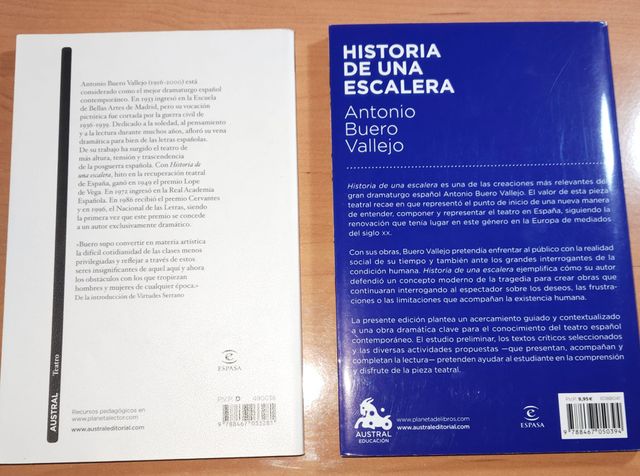 Antonio Buero Vallejo (1916-2000) está
considerado como el mejor dramaturgo español
contemporáneo. En 1933 ingresó en la Escuela
de Bellas Artes de Madrid, pero su vocación
pictórica fue cortada por la guerra civil de
1936-1939. Dedicado a la soledad, al pensamiento
y a la lectura durante muchos años, afloró su vena
dramática para bien de las letras españolas.
De su trabajo ha surgido el teatro de
más altura, tensión y trascendencia
de la posguerra española. Con Historia de
una escalera, hito en la recuperación teatral
de España, ganó en 1949 el premio Lope
de Vega. En 1972 ingresó en la Real Academia
Española. En 1986 recibió el premio Cervantes
y en 1996, el Nacional de las Letras, siendo
la primera vez que este premio se concede
a un autor exclusivamente dramático.
«Buero supo convertir en materia artística
la difícil cotidianidad de las clases menos
privilegiadas y reflejar a través de estos
seres insignificantes de aquel aquí y ahora
los obstáculos con los que tropiezan
hombres y mujeres de cualquier época.»
De la introducción de Virtudes Serrano
AUSTRAL Teatro
ESPASA
P.V.P. D
Recursos pedagógicos en
www.planetalector.com
www.australeditorial.com
HISTORIA
DE UNA
ESCALERA
Antonio
Buero
Vallejo
Historia de una escalera es una de las creaciones más relevantes del
gran dramaturgo español Antonio Buero Vallejo. El valor de esta pieza
teatral recae en que representó el punto de inicio de una nueva manera
de entender, componer y representar el teatro en España, siguiendo la
renovación que tenía lugar en este género en la Europa de mediados
del siglo XX.
Con sus obras, Buero Vallejo pretendía enfrentar al público con la realidad
social de su tiempo y también ante los grandes interrogantes de la
condición humana. Historia de una escalera ejemplifica cómo su autor
defendió un concepto moderno de la tragedia para crear obras que
continuaran interrogando al espectador sobre los deseos, las frustra-
ciones o las limitaciones que acompañan la existencia humana.
La presente edición plantea un acercamiento guiado y contextualizado
a una obra dramática clave para el conocimiento del teatro español
contemporáneo. El estudio preliminar, los textos críticos seleccionados
y las diversas actividades propuestas —que presentan, acompañan y
completan la lectura— pretenden ayudar al estudiante en la comprensión
y disfrute de la pieza teatral.
AUSTRAL
EDUCACIÓN
www.planetadelibros.com
www.australeditorial.com
ESPASA
P.V.P. 8,95 €
9 788467 050394